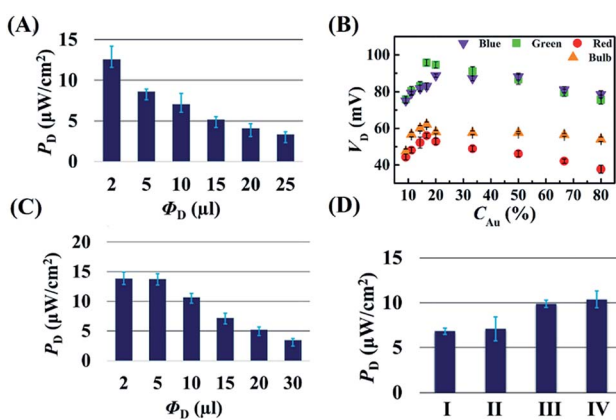 (A)
P_D (μW/cm²)
15
10
5
0
2 5 10 15 20 25
Φ_D (μl)
(B)
Blue Green Red
Bulb
V_D (mV)
100
80
60
40
10 20 30 40 50 60 70 80
C_Au (%)
(C)
P_D (μW/cm²)
20
15
10
5
0
2 5 10 15 20 30
Φ_D (μl)
(D)
P_D (μW/cm²)
15
10
5
0
I II III IV